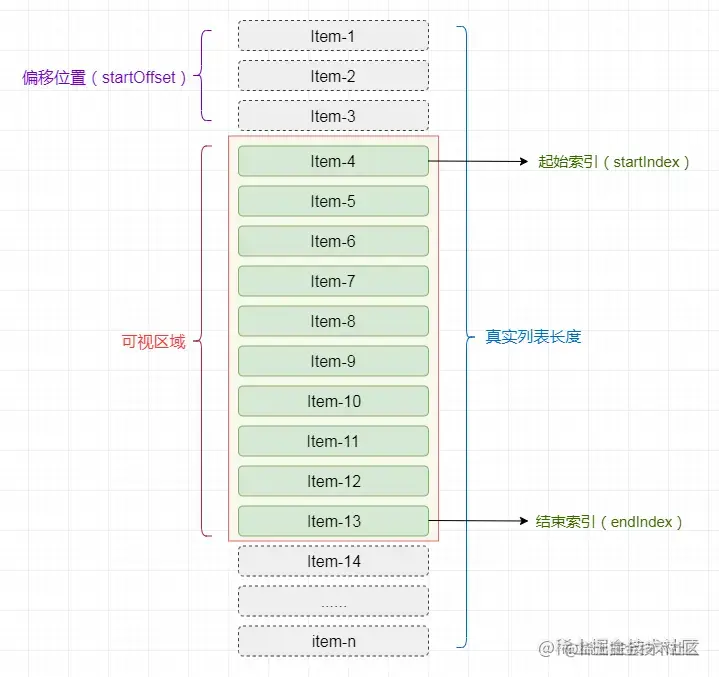 Item-1
偏移位置（startOffset）
Item-2
Item-3
Item-4
起始索引（startIndex）
Item-5
Item-6
Item-7
Item-8
可视区域
真实列表长度
Item-9
Item-10
Item-11
Item-12
Item-13
结束索引（endIndex）
Item-14
......
item-n
@稀土掘金技术社区